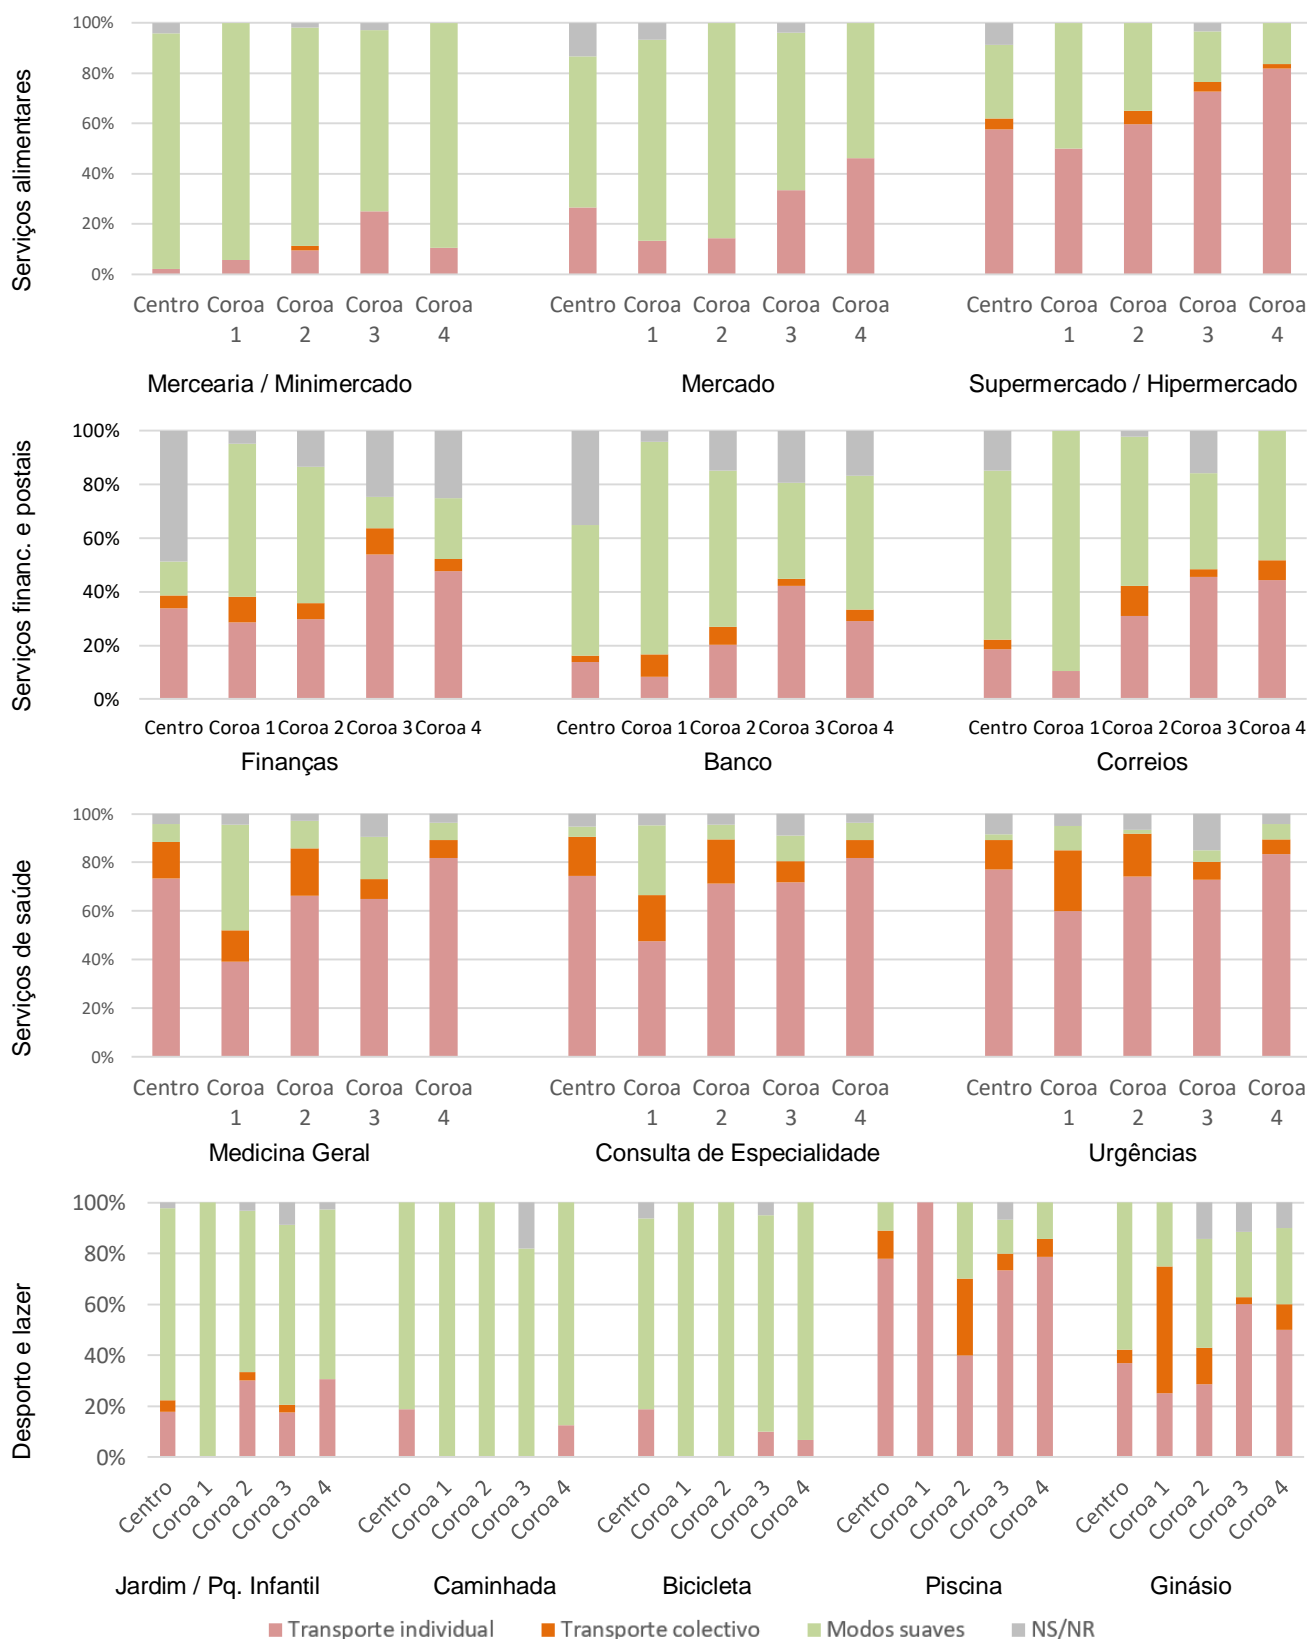 Serviços alimentares
100%
80%
60%
40%
20%
0%
Centro Coroa 1 Coroa 2 Coroa 3 Coroa 4
Centro Coroa 1 Coroa 2 Coroa 3 Coroa 4
Centro Coroa 1 Coroa 2 Coroa 3 Coroa 4
Mercearia / Minimercado
Mercado
Supermercado / Hipermercado
Serviços financ. e postais
100%
80%
60%
40%
20%
0%
Centro Coroa 1 Coroa 2 Coroa 3 Coroa 4
Centro Coroa 1 Coroa 2 Coroa 3 Coroa 4
Centro Coroa 1 Coroa 2 Coroa 3 Coroa 4
Finanças
Banco
Correios
Serviços de saúde
100%
80%
60%
40%
20%
0%
Centro Coroa 1 Coroa 2 Coroa 3 Coroa 4
Centro Coroa 1 Coroa 2 Coroa 3 Coroa 4
Centro Coroa 1 Coroa 2 Coroa 3 Coroa 4
Medicina Geral
Consulta de Especialidade
Urgências
Desporto e lazer
100%
80%
60%
40%
20%
0%
Centro Coroa 1 Coroa 2 Coroa 3 Coroa 4
Centro Coroa 1 Coroa 2 Coroa 3 Coroa 4
Centro Coroa 1 Coroa 2 Coroa 3 Coroa 4
Centro Coroa 1 Coroa 2 Coroa 3 Coroa 4
Centro Coroa 1 Coroa 2 Coroa 3 Coroa 4
Jardim / Pq. Infantil
Caminhada
Bicicleta
Piscina
Ginásio
Transporte individual
Transporte colectivo
Modos suaves
NS/NR